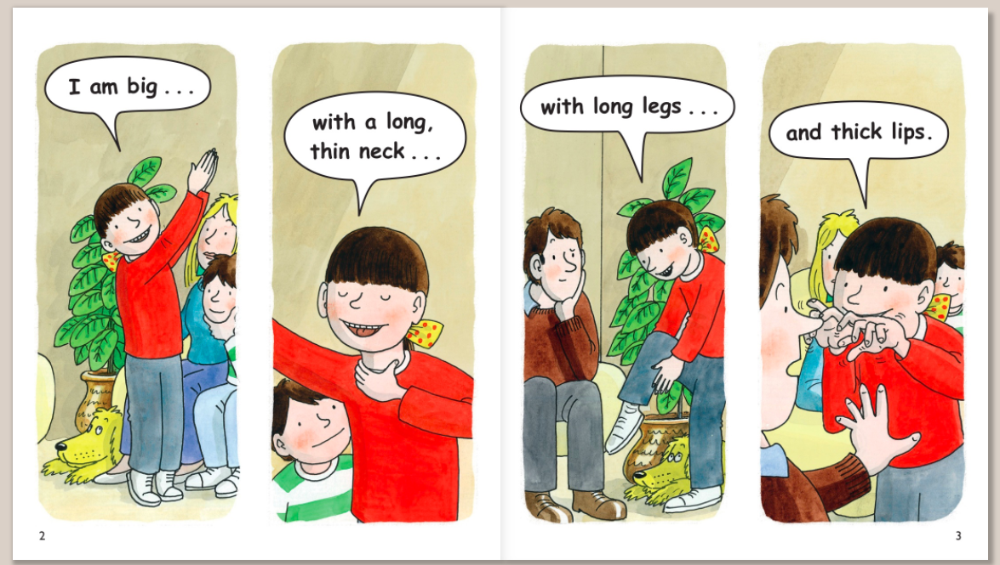 I am big . . .
with a long,
thin neck . . .
with long legs . . .
and thick lips.
2
3